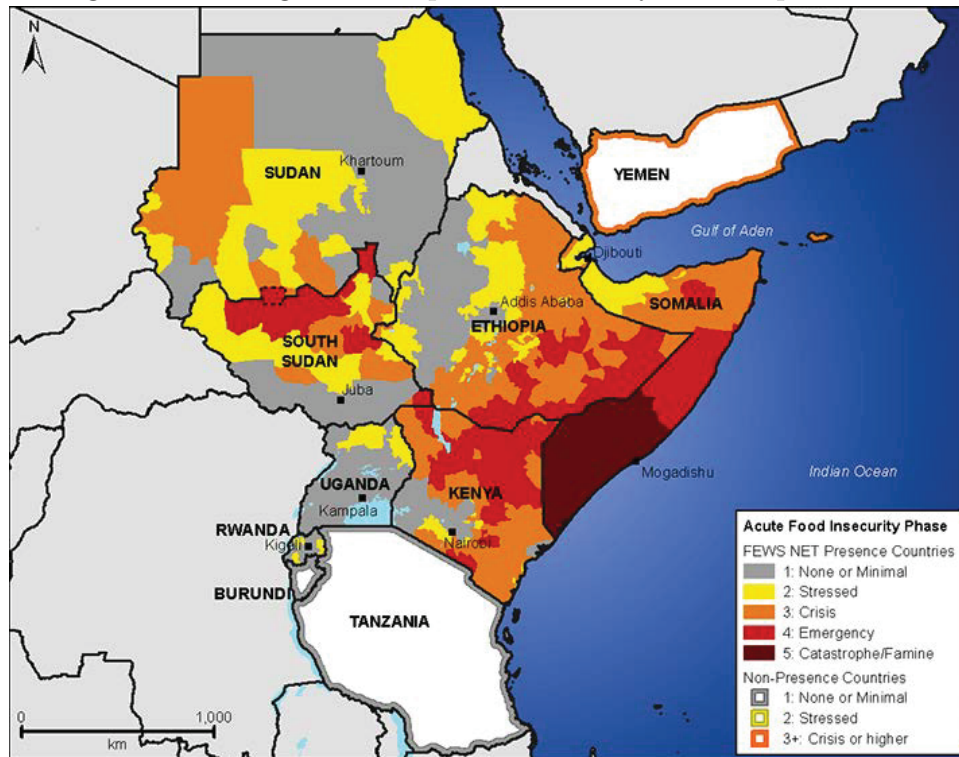 N
Khartoum
SUDAN
YEMEN
Gulf of Aden
Djibouti
Addis Ababa
SOMALIA
ETHIOPIA
SOUTH
SUDAN
Juba
Mogadishu
Indian Ocean
UGANDA
KENYA
Kampala
RWANDA
Kigali
Nairobi
BURUNDI
TANZANIA
Acute Food Insecurity Phase
FEWS NET Presence Countries
1: None or Minimal
2: Stressed
3: Crisis
4: Emergency
5: Catastrophe/Famine
Non-Presence Countries
1: None or Minimal
2: Stressed
3+: Crisis or higher
0 1,000
km